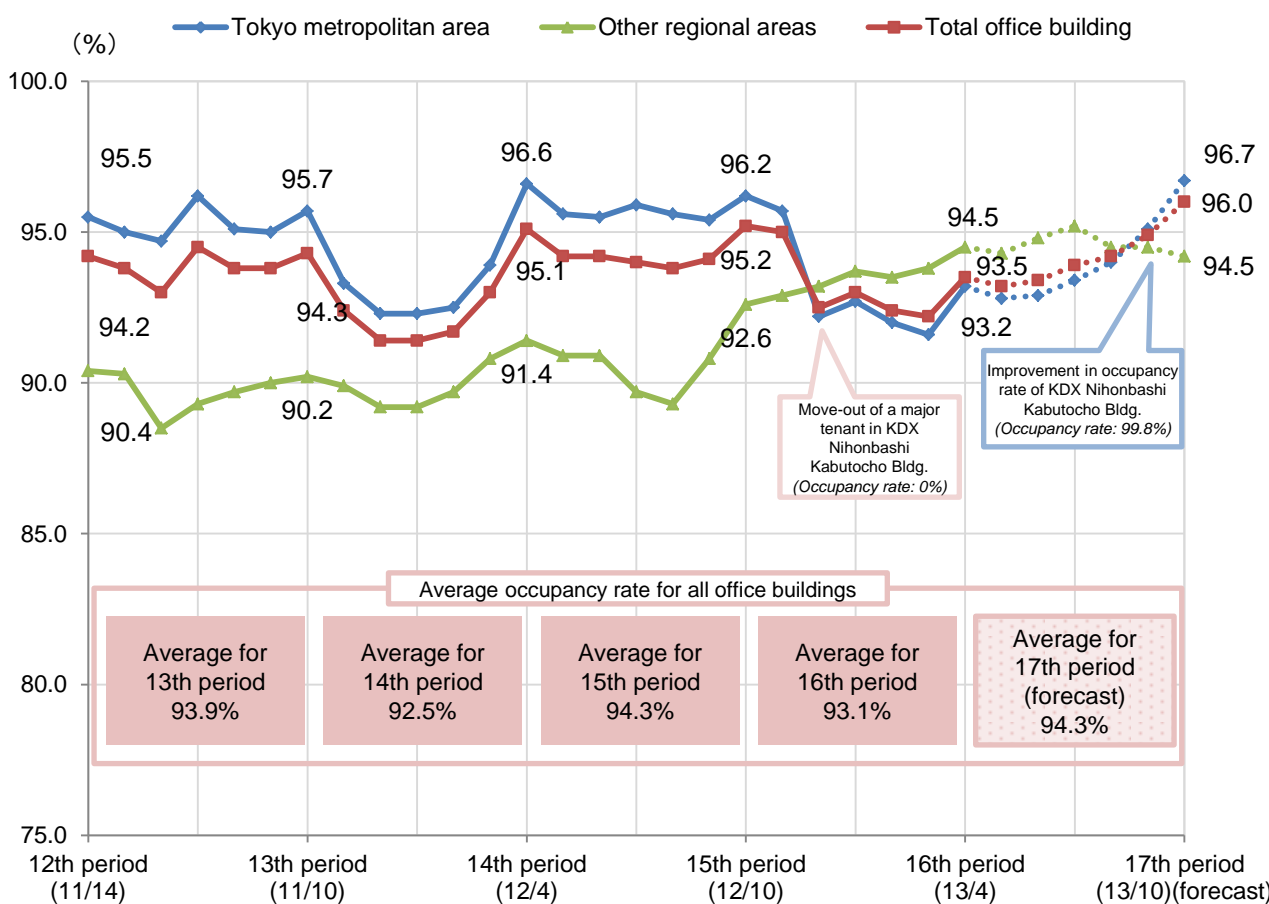 Tokyo metropolitan area
Other regional areas
Total office building
(%)
100.0
95.0
90.0
85.0
80.0
75.0
95.5
95.7
96.6
96.2
94.5
96.7
96.0
94.5
94.2
94.3
95.1
95.2
93.5
93.2
90.4
90.2
91.4
92.6
Move-out of a major
tenant in KDX
Nihonbashi
Kabutocho Bldg.
(Occupancy rate: 0%)
Improvement in occupancy
rate of KDX Nihonbashi
Kabutocho Bldg.
(Occupancy rate: 99.8%)
Average occupancy rate for all office buildings
Average for
13th period
93.9%
Average for
14th period
92.5%
Average for
15th period
94.3%
Average for
16th period
93.1%
Average for
17th period
(forecast)
94.3%
12th period
(11/14)
13th period
(11/10)
14th period
(12/4)
15th period
(12/10)
16th period
(13/4)
17th period
(13/10)(forecast)